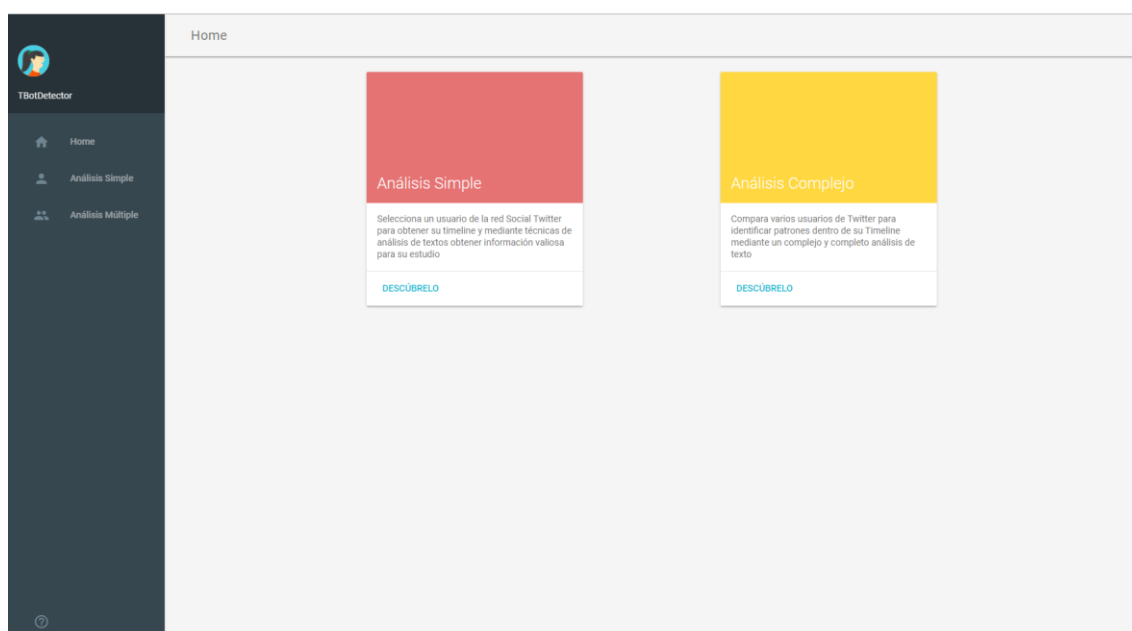 TBotDetector
Home
Análisis Simple
Análisis Múltiple
Home
Análisis Simple
Selecciona un usuario de la red Social Twitter
para obtener su timeline y mediante técnicas de
análisis de textos obtener información valiosa
para su estudio
DESCÚBRELO
Análisis Complejo
Compara varios usuarios de Twitter para
identificar patrones dentro de su Timeline
mediante un complejo y completo análisis de
texto
DESCÚBRELO